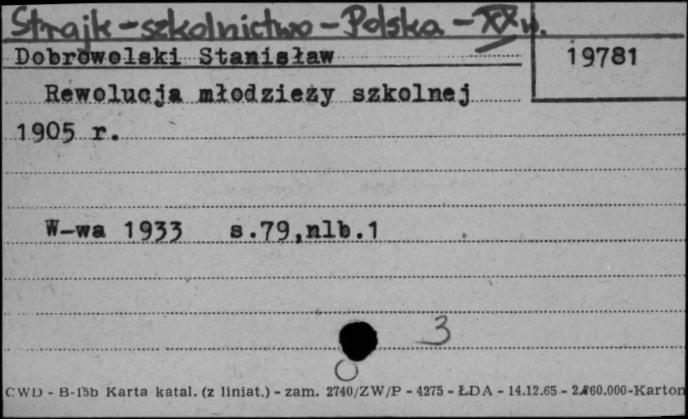 Strajk - szkolnictwo - Polska - XX w.
Dobrowolski Stanisław 19781
Rewolucja młodzieży szkolnej
1905 r.
W-wa 1933 s.79,nlb.1
3
CWD - B-15b Karta katal. (z liniat.) - zam. 2740/ZW/P - 4275 - ŁDA - 14.12.65 - 2.860.000-Karton